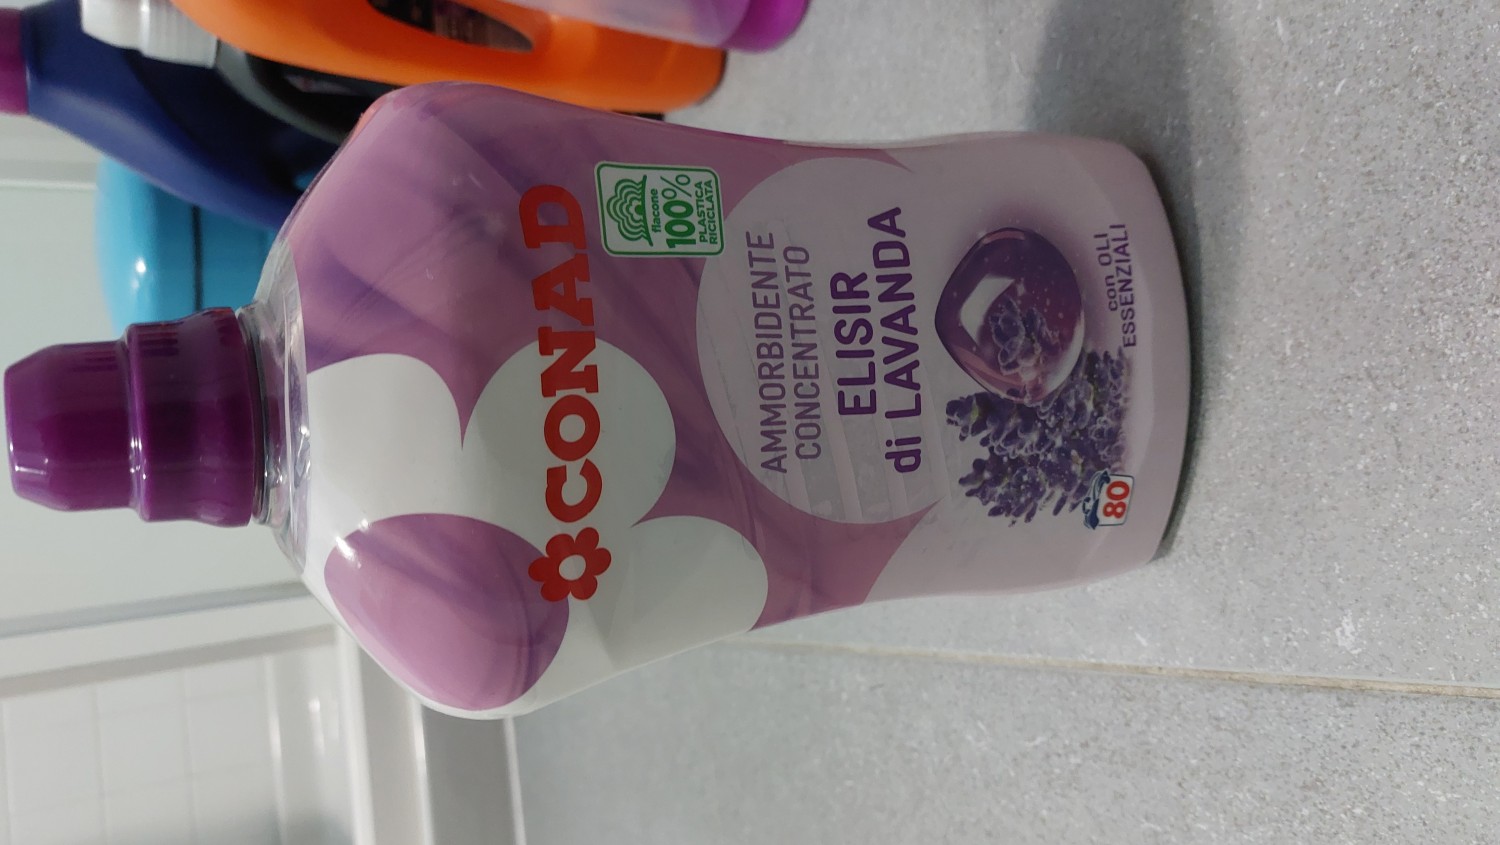 CONAD
flacone
100%
PLASTICA
RICICLATA
AMMORBIDENTE
CONCENTRATO
ELISIR
di LAVANDA
con OLI
ESSENZIALI
80